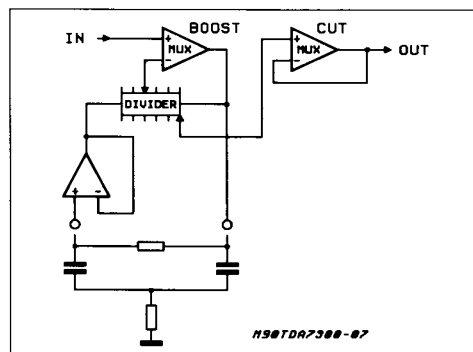 BOOST
CUT
IN
+
MUX
-
+
MUX
-
OUT
DIVIDER
+ -
M90TDA7300-07